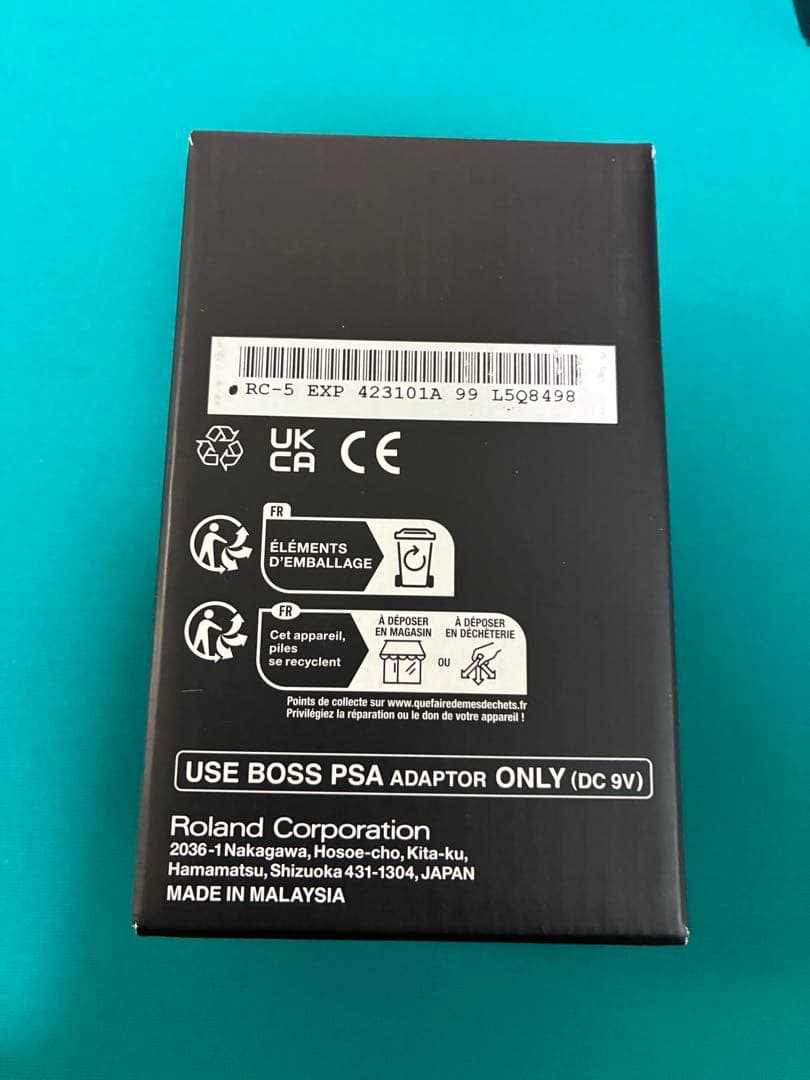 RC-5 EXP 423101A 99 L5Q8498
UK
CA
CE
FR
ÉLÉMENTS
D'EMBALLAGE
FR
Cet appareil,
piles
se recyclent
À DÉPOSER
EN MAGASIN
OU
À DÉPOSER
EN DÉCHÈTERIE
Points de collecte sur www.quefairedemesdechets.fr
Privilégiez la réparation ou le don de votre appareil !
USE BOSS PSA ADAPTOR ONLY (DC 9V)
Roland Corporation
2036-1 Nakagawa, Hosoe-cho, Kita-ku,
Hamamatsu, Shizuoka 431-1304, JAPAN
MADE IN MALAYSIA